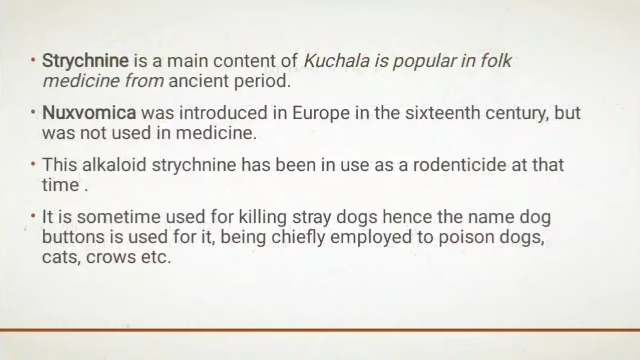 • Strychnine is a main content of Kuchala is popular in folk
medicine from ancient period.
• Nuxvomica was introduced in Europe in the sixteenth century, but
was not used in medicine.
• This alkaloid strychnine has been in use as a rodenticide at that
time .
• It is sometime used for killing stray dogs hence the name dog
buttons is used for it, being chiefly employed to poison dogs,
cats, crows etc.